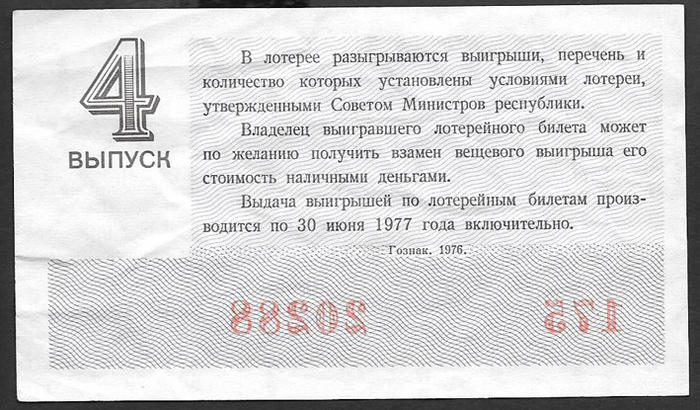 4
ВЫПУСК
В лотерее разыгрываются выигрыши, перечень и
количество которых установлены условиями лотереи,
утвержденными Советом Министров республики.
Владелец выигравшего лотерейного билета может
по желанию получить взамен вещевого выигрыша его
стоимость наличными деньгами.
Выдача выигрышей по лотерейным билетам произ-
водится по 30 июня 1977 года включительно.
Гознак. 1976.
20288 175